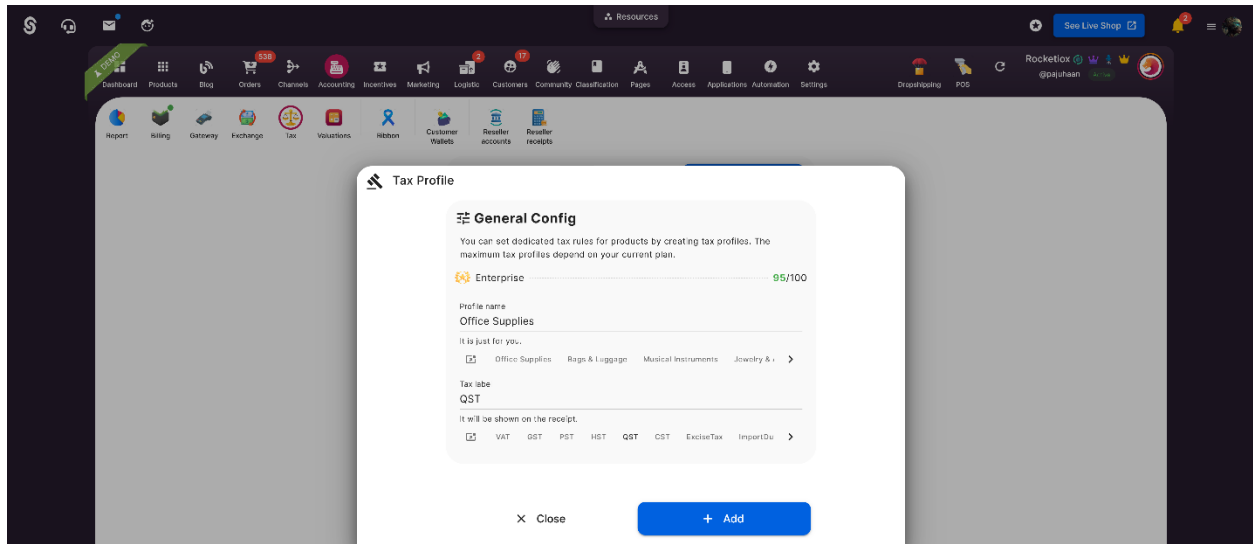 Resources
See Live Shop
2
DEMO
Dashboard
Products
Blog
538
Orders
Channels
Accounting
Incentives
Marketing
2
Logistic
17
Customers
Community
Classification
Pages
Access
Applications
Automation
Settings
Dropshipping
POS
Rocketiox
@pajuhaan
Active
Report
Billing
Gateway
Exchange
Tax
Valuations
Ribbon
Customer
Wallets
Reseller
accounts
Reseller
receipts
Tax Profile
General Config
You can set dedicated tax rules for products by creating tax profiles. The
maximum tax profiles depend on your current plan.
Enterprise 95/100
Profile name
Office Supplies
It is just for you.
Office Supplies Bags & Luggage Musical Instruments Jewelry &
Tax labe
QST
It will be shown on the receipt.
VAT GST PST HST QST CST ExciseTax ImportDu
Close
+ Add